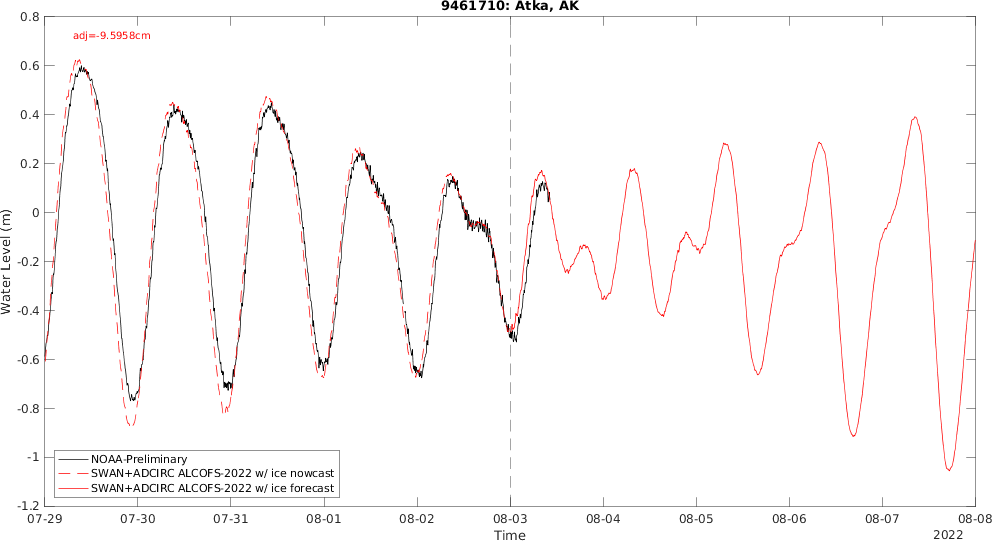 9461710: Atka, AK
adj=-9.5958cm
0.8
0.6
0.4
0.2
0
-0.2
-0.4
-0.6
-0.8
-1
-1.2
Water Level (m)
NOAA-Preliminary
SWAN+ADCIRC ALCOFS-2022 w/ ice nowcast
SWAN+ADCIRC ALCOFS-2022 w/ ice forecast
07-29 07-30 07-31 08-01 08-02 08-03 08-04 08-05 08-06 08-07 08-08
Time
2022